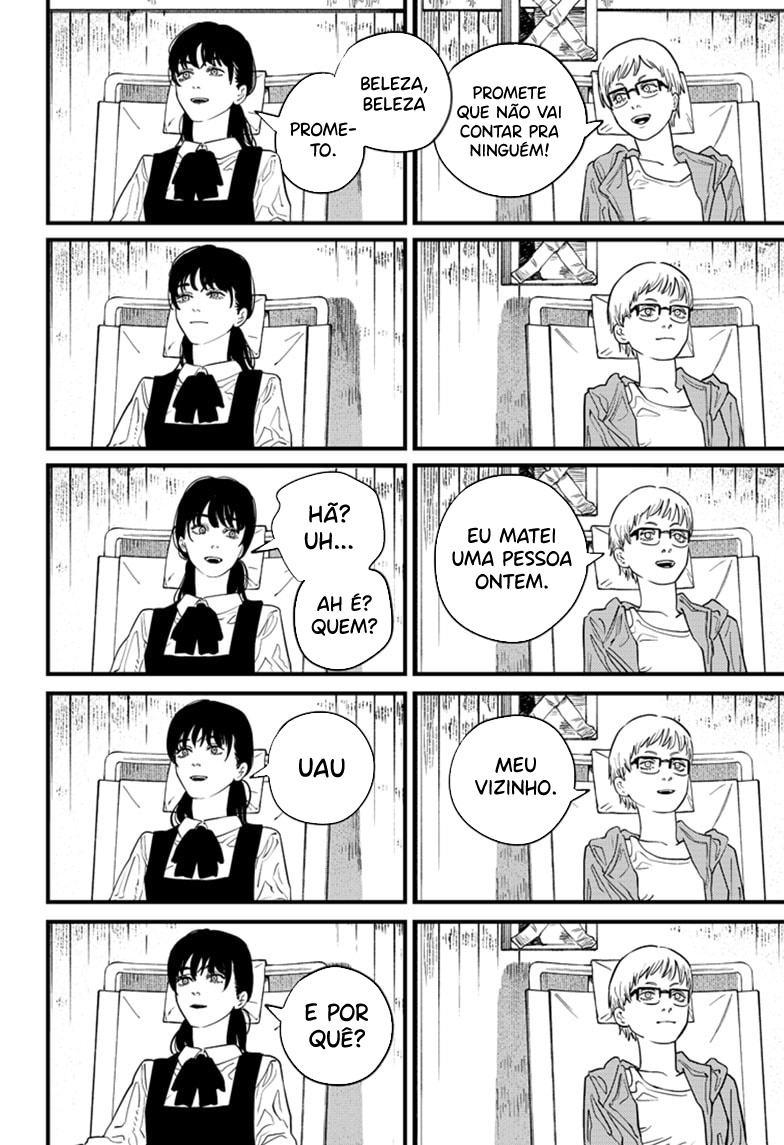 PROMETE
QUE NÃO VAI
CONTAR PRA
NINGUÉM!
BELEZA,
BELEZA
PROME-
TO.
EU MATEI
UMA PESSOA
ONTEM.
HÃ?
UH...
AH É?
QUEM?
MEU
VIZINHO.
UAU
E POR
QUÊ?